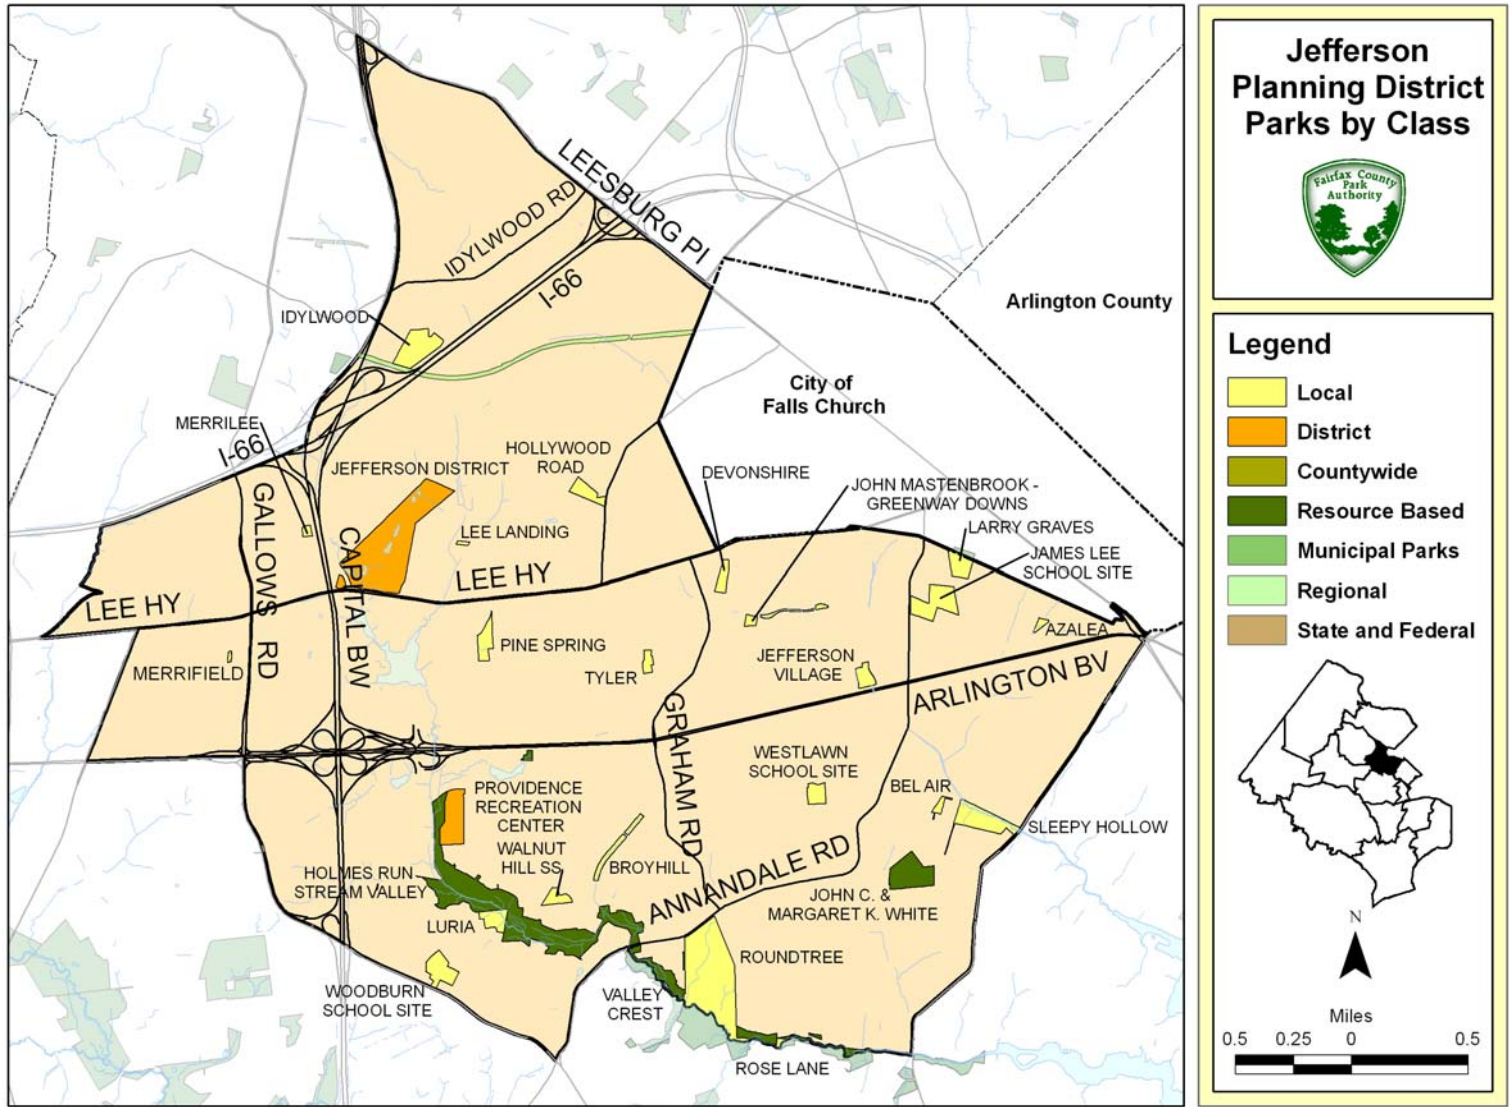 LEESBURG PI
IDYLWOOD RD
I-66
IDYLWOOD
Arlington County
City of
Falls Church
MERRILEE
I-66
JEFFERSON DISTRICT
HOLLYWOOD
ROAD
DEVONSHIRE
JOHN MASTENBROOK -
GREENWAY DOWNS
LARRY GRAVES
JAMES LEE
SCHOOL SITE
GALLOWS RD
CAPITAL BW
LEE LANDING
LEE HY
LEE HY
PINE SPRING
AZALEA
MERRIFIELD
TYLER
JEFFERSON
VILLAGE
ARLINGTON BV
GRAHAM RD
WESTLAWN
SCHOOL SITE
BEL AIR
PROVIDENCE
RECREATION
CENTER
SLEEPY HOLLOW
WALNUT
HILL SS
BROYHILL
ANNANDALE RD
HOLMES RUN
STREAM VALLEY
JOHN C. &
MARGARET K. WHITE
LURIA
ROUNDTREE
WOODBURN
SCHOOL SITE
VALLEY
CREST
ROSE LANE
Jefferson
Planning District
Parks by Class
Fairfax County
Park
Authority
Legend
Local
District
Countywide
Resource Based
Municipal Parks
Regional
State and Federal
N
Miles
0.5 0.25 0 0.5